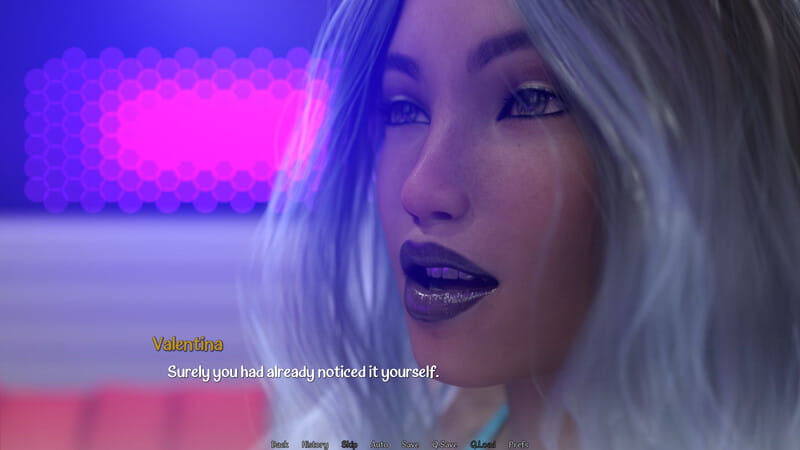 Valentina
Surely you had already noticed it yourself.
Back History Skip Auto Save Q.Save Q.Load Prefs